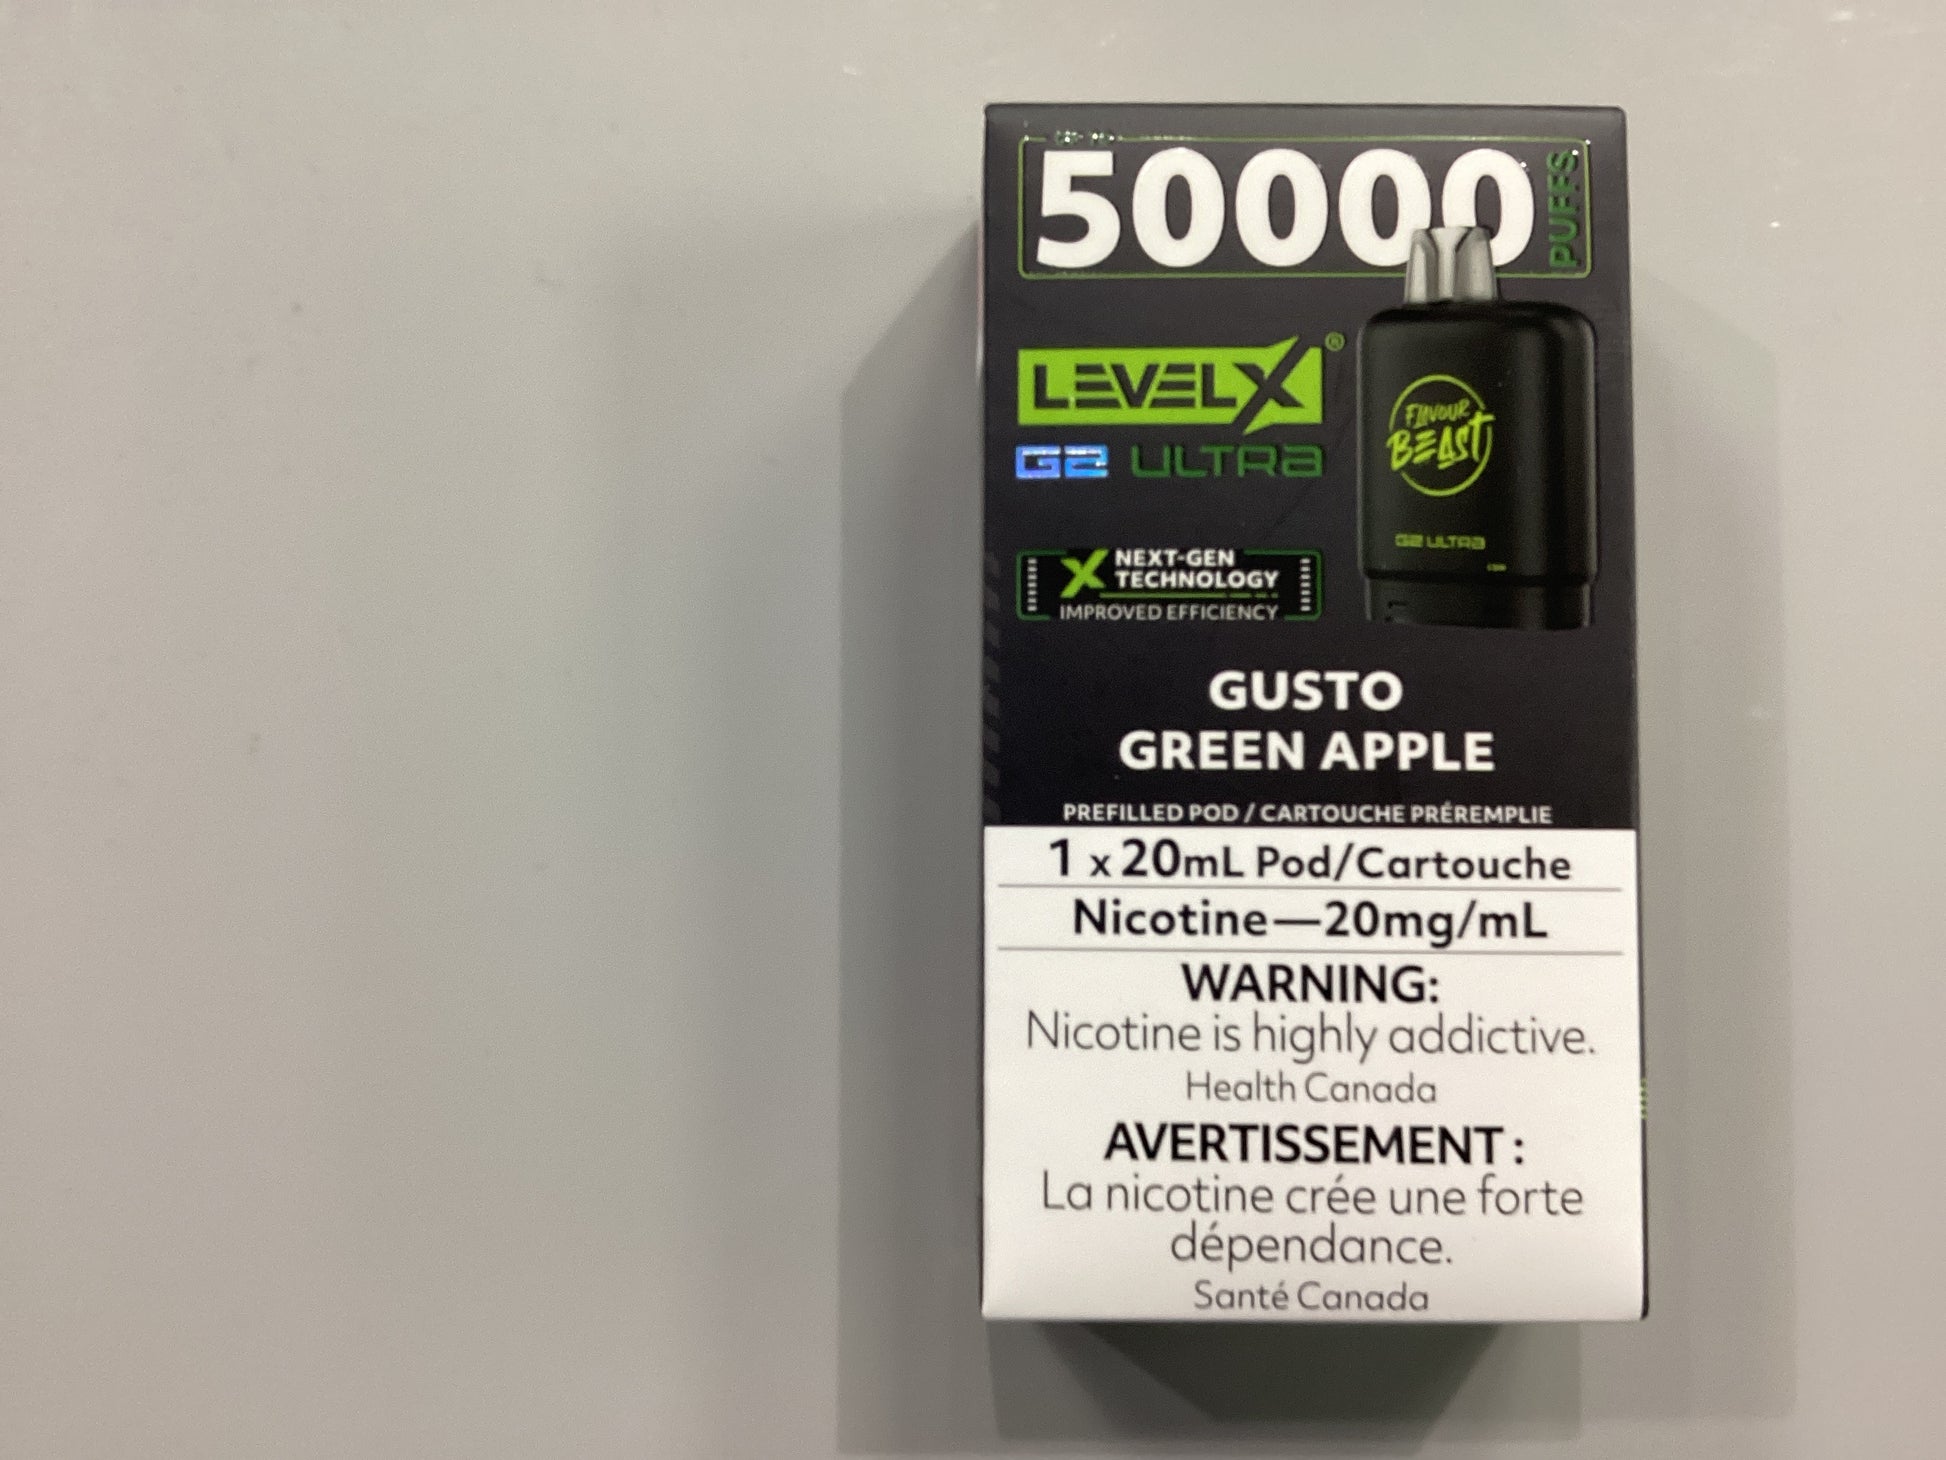 50000 PUFFS
LEVELX®
G2 ULTRA
FLAVOUR
BEAST
G2 ULTRA
X NEXT-GEN
TECHNOLOGY
IMPROVED EFFICIENCY
GUSTO
GREEN APPLE
PREFILLED POD / CARTOUCHE PRÉREMPLIE
1 x 20mL Pod/Cartouche
Nicotine—20mg/mL
WARNING:
Nicotine is highly addictive.
Health Canada
AVERTISSEMENT :
La nicotine crée une forte
dépendance.
Santé Canada